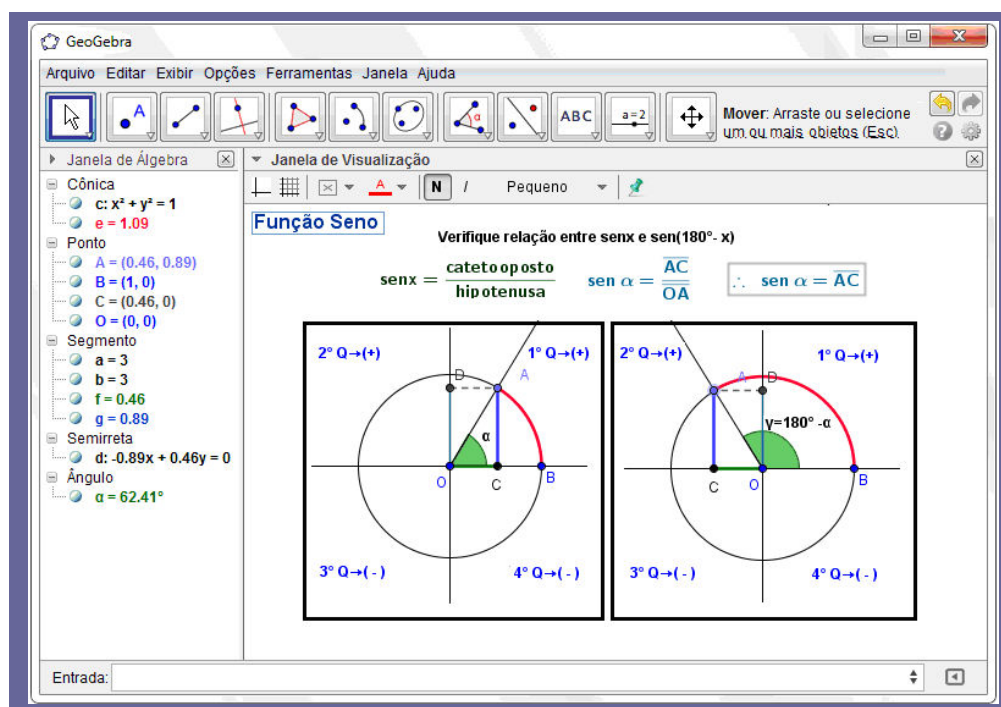 GeoGebra
Arquivo Editar Exibir Opções Ferramentas Janela Ajuda
A α ABC a=2
Mover: Arraste ou selecione
um ou mais objetos (Esc)
Janela de Álgebra
Janela de Visualização
Cônica
c: x² + y² = 1
e = 1.09
Ponto
A = (0.46, 0.89)
B = (1, 0)
C = (0.46, 0)
O = (0, 0)
Segmento
a = 3
b = 3
f = 0.46
g = 0.89
Semirreta
d: -0.89x + 0.46y = 0
Ângulo
α = 62.41°
A N I Pequeno
Função Seno
Verifique relação entre senx e sen(180°- x)
senx = cateto oposto / hipotenusa
sen α = AC / OA
∴ sen α = AC
2° Q→(+) 1° Q→(+)
D A
α
O C B
3° Q→( - ) 4° Q→( - )
2° Q→(+) 1° Q→(+)
A D
γ=180° -α
C O B
3° Q→( - ) 4° Q→( - )
Entrada: